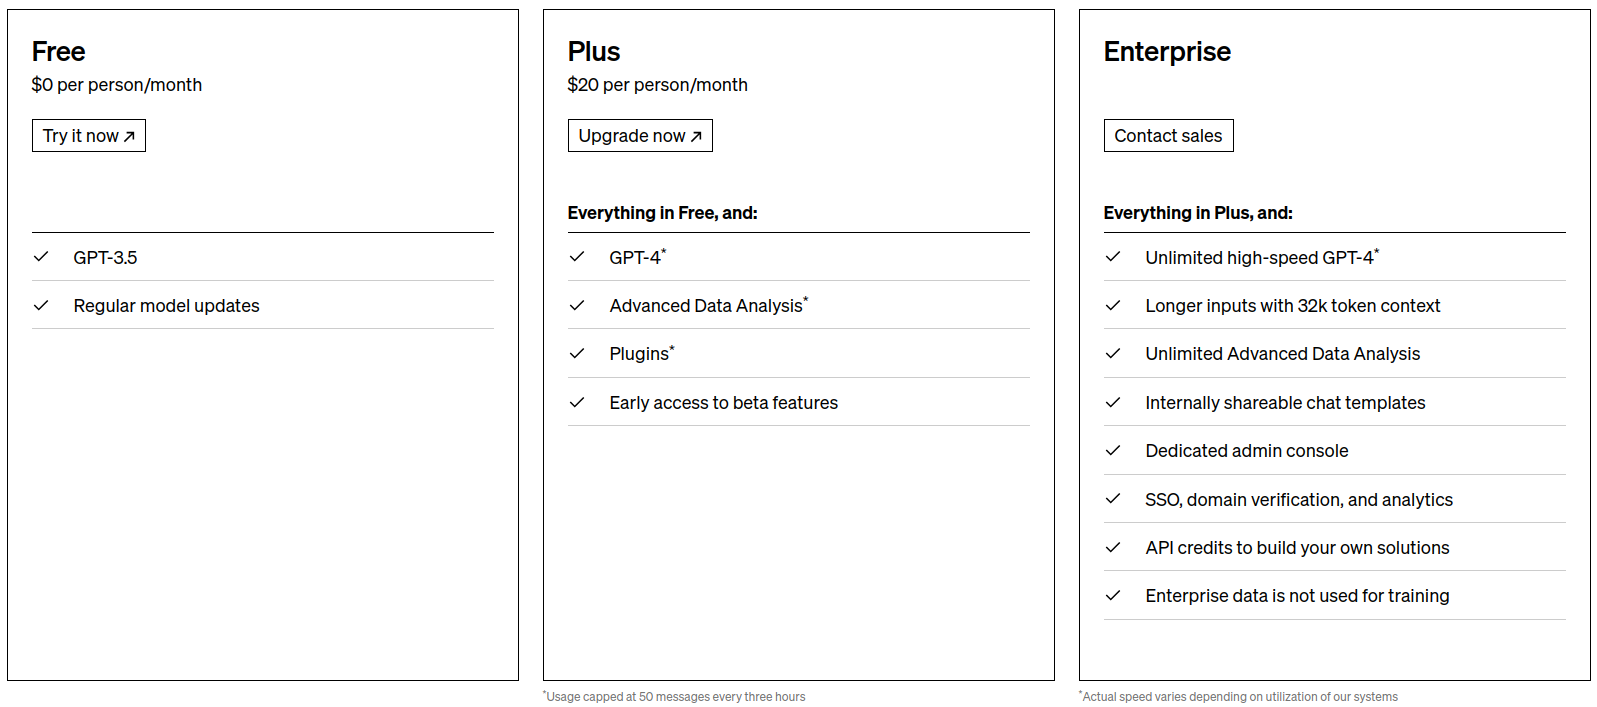 Free
$0 per person/month
Try it now ↗
GPT-3.5
Regular model updates
Plus
$20 per person/month
Upgrade now ↗
Everything in Free, and:
GPT-4*
Advanced Data Analysis*
Plugins*
Early access to beta features
*Usage capped at 50 messages every three hours
Enterprise
Contact sales
Everything in Plus, and:
Unlimited high-speed GPT-4*
Longer inputs with 32k token context
Unlimited Advanced Data Analysis
Internally shareable chat templates
Dedicated admin console
SSO, domain verification, and analytics
API credits to build your own solutions
Enterprise data is not used for training
*Actual speed varies depending on utilization of our systems